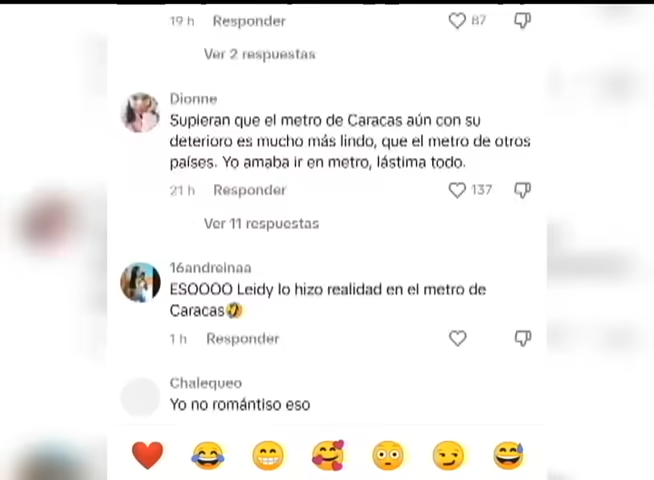 19 h Responder 87
Ver 2 respuestas
Dionne
Supieran que el metro de Caracas aún con su
deterioro es mucho más lindo, que el metro de otros
países. Yo amaba ir en metro, lástima todo.
21 h Responder 137
Ver 11 respuestas
16andreinaa
ESOOOO Leidy lo hizo realidad en el metro de
Caracas🤣
1 h Responder
Chalequeo
Yo no romántiso eso